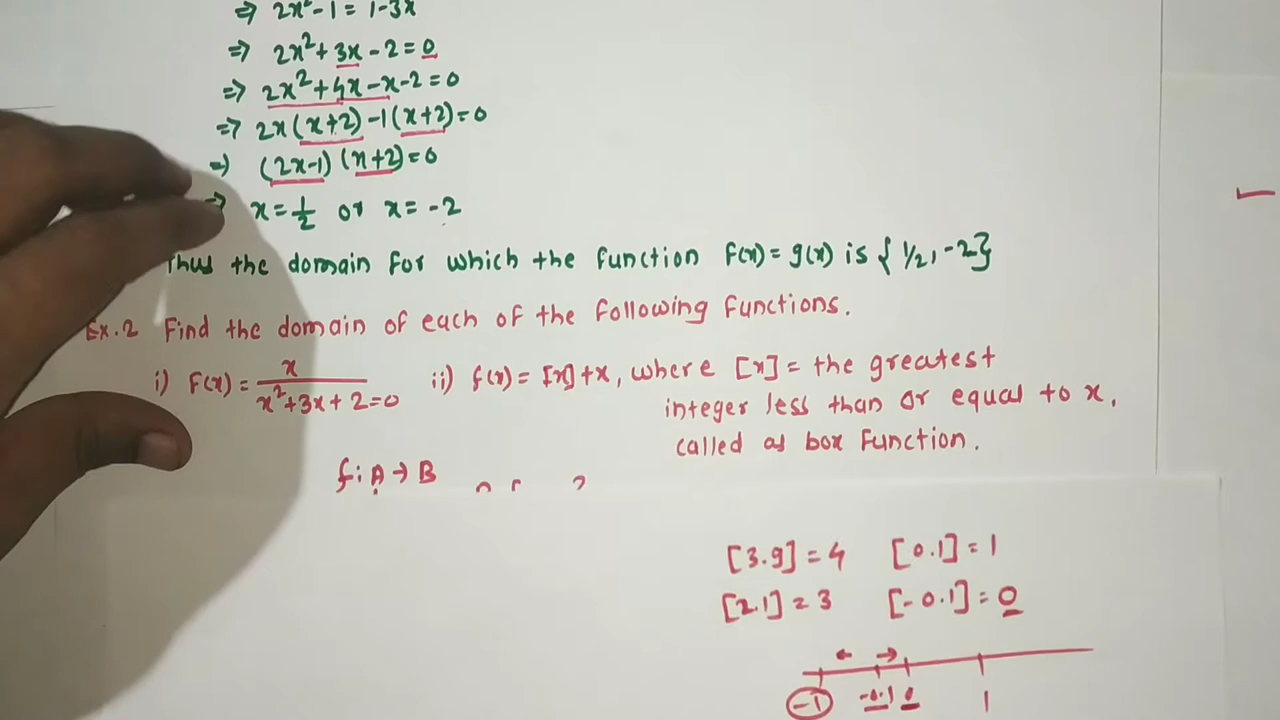 ⇒ 2x²-1 = 1-3x
⇒ 2x²+3x-2=0
⇒ 2x²+4x-x-2=0
⇒ 2x(x+2)-1(x+2)=0
⇒ (2x-1)(x+2)=0
⇒ x=1/2 or x=-2
Thus the domain for which the function f(x)=g(x) is {1/2, -2}
Ex.2 Find the domain of each of the following functions.
i) F(x)= x/(x²+3x+2=0) ii) f(x)=[x]+x, where [x]= the greatest
integer less than or equal to x,
called as box function.
f: A→B
[3.9]=4 [0.1]=1
[2.1]=3 [-0.1]=0
-1 -0.1 0 1